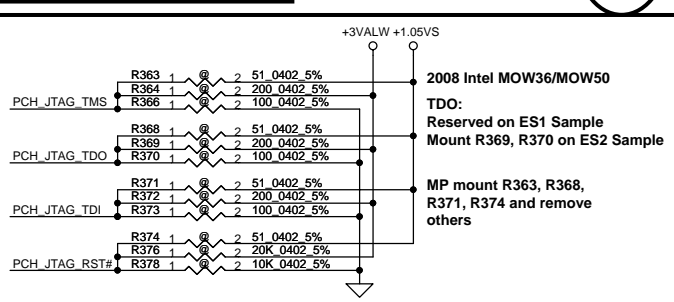 +3VALW +1.05VS
R363 1 @ 2 51_0402_5%
R364 1 @ 2 200_0402_5%
PCH_JTAG_TMS R366 1 @ 2 100_0402_5%
R368 1 @ 2 51_0402_5%
R369 1 @ 2 200_0402_5%
PCH_JTAG_TDO R370 1 @ 2 100_0402_5%
R371 1 @ 2 51_0402_5%
R372 1 @ 2 200_0402_5%
PCH_JTAG_TDI R373 1 @ 2 100_0402_5%
R374 1 @ 2 51_0402_5%
R376 1 @ 2 20K_0402_5%
PCH_JTAG_RST# R378 1 @ 2 10K_0402_5%
2008 Intel MOW36/MOW50
TDO:
Reserved on ES1 Sample
Mount R369, R370 on ES2 Sample
MP mount R363, R368,
R371, R374 and remove
others